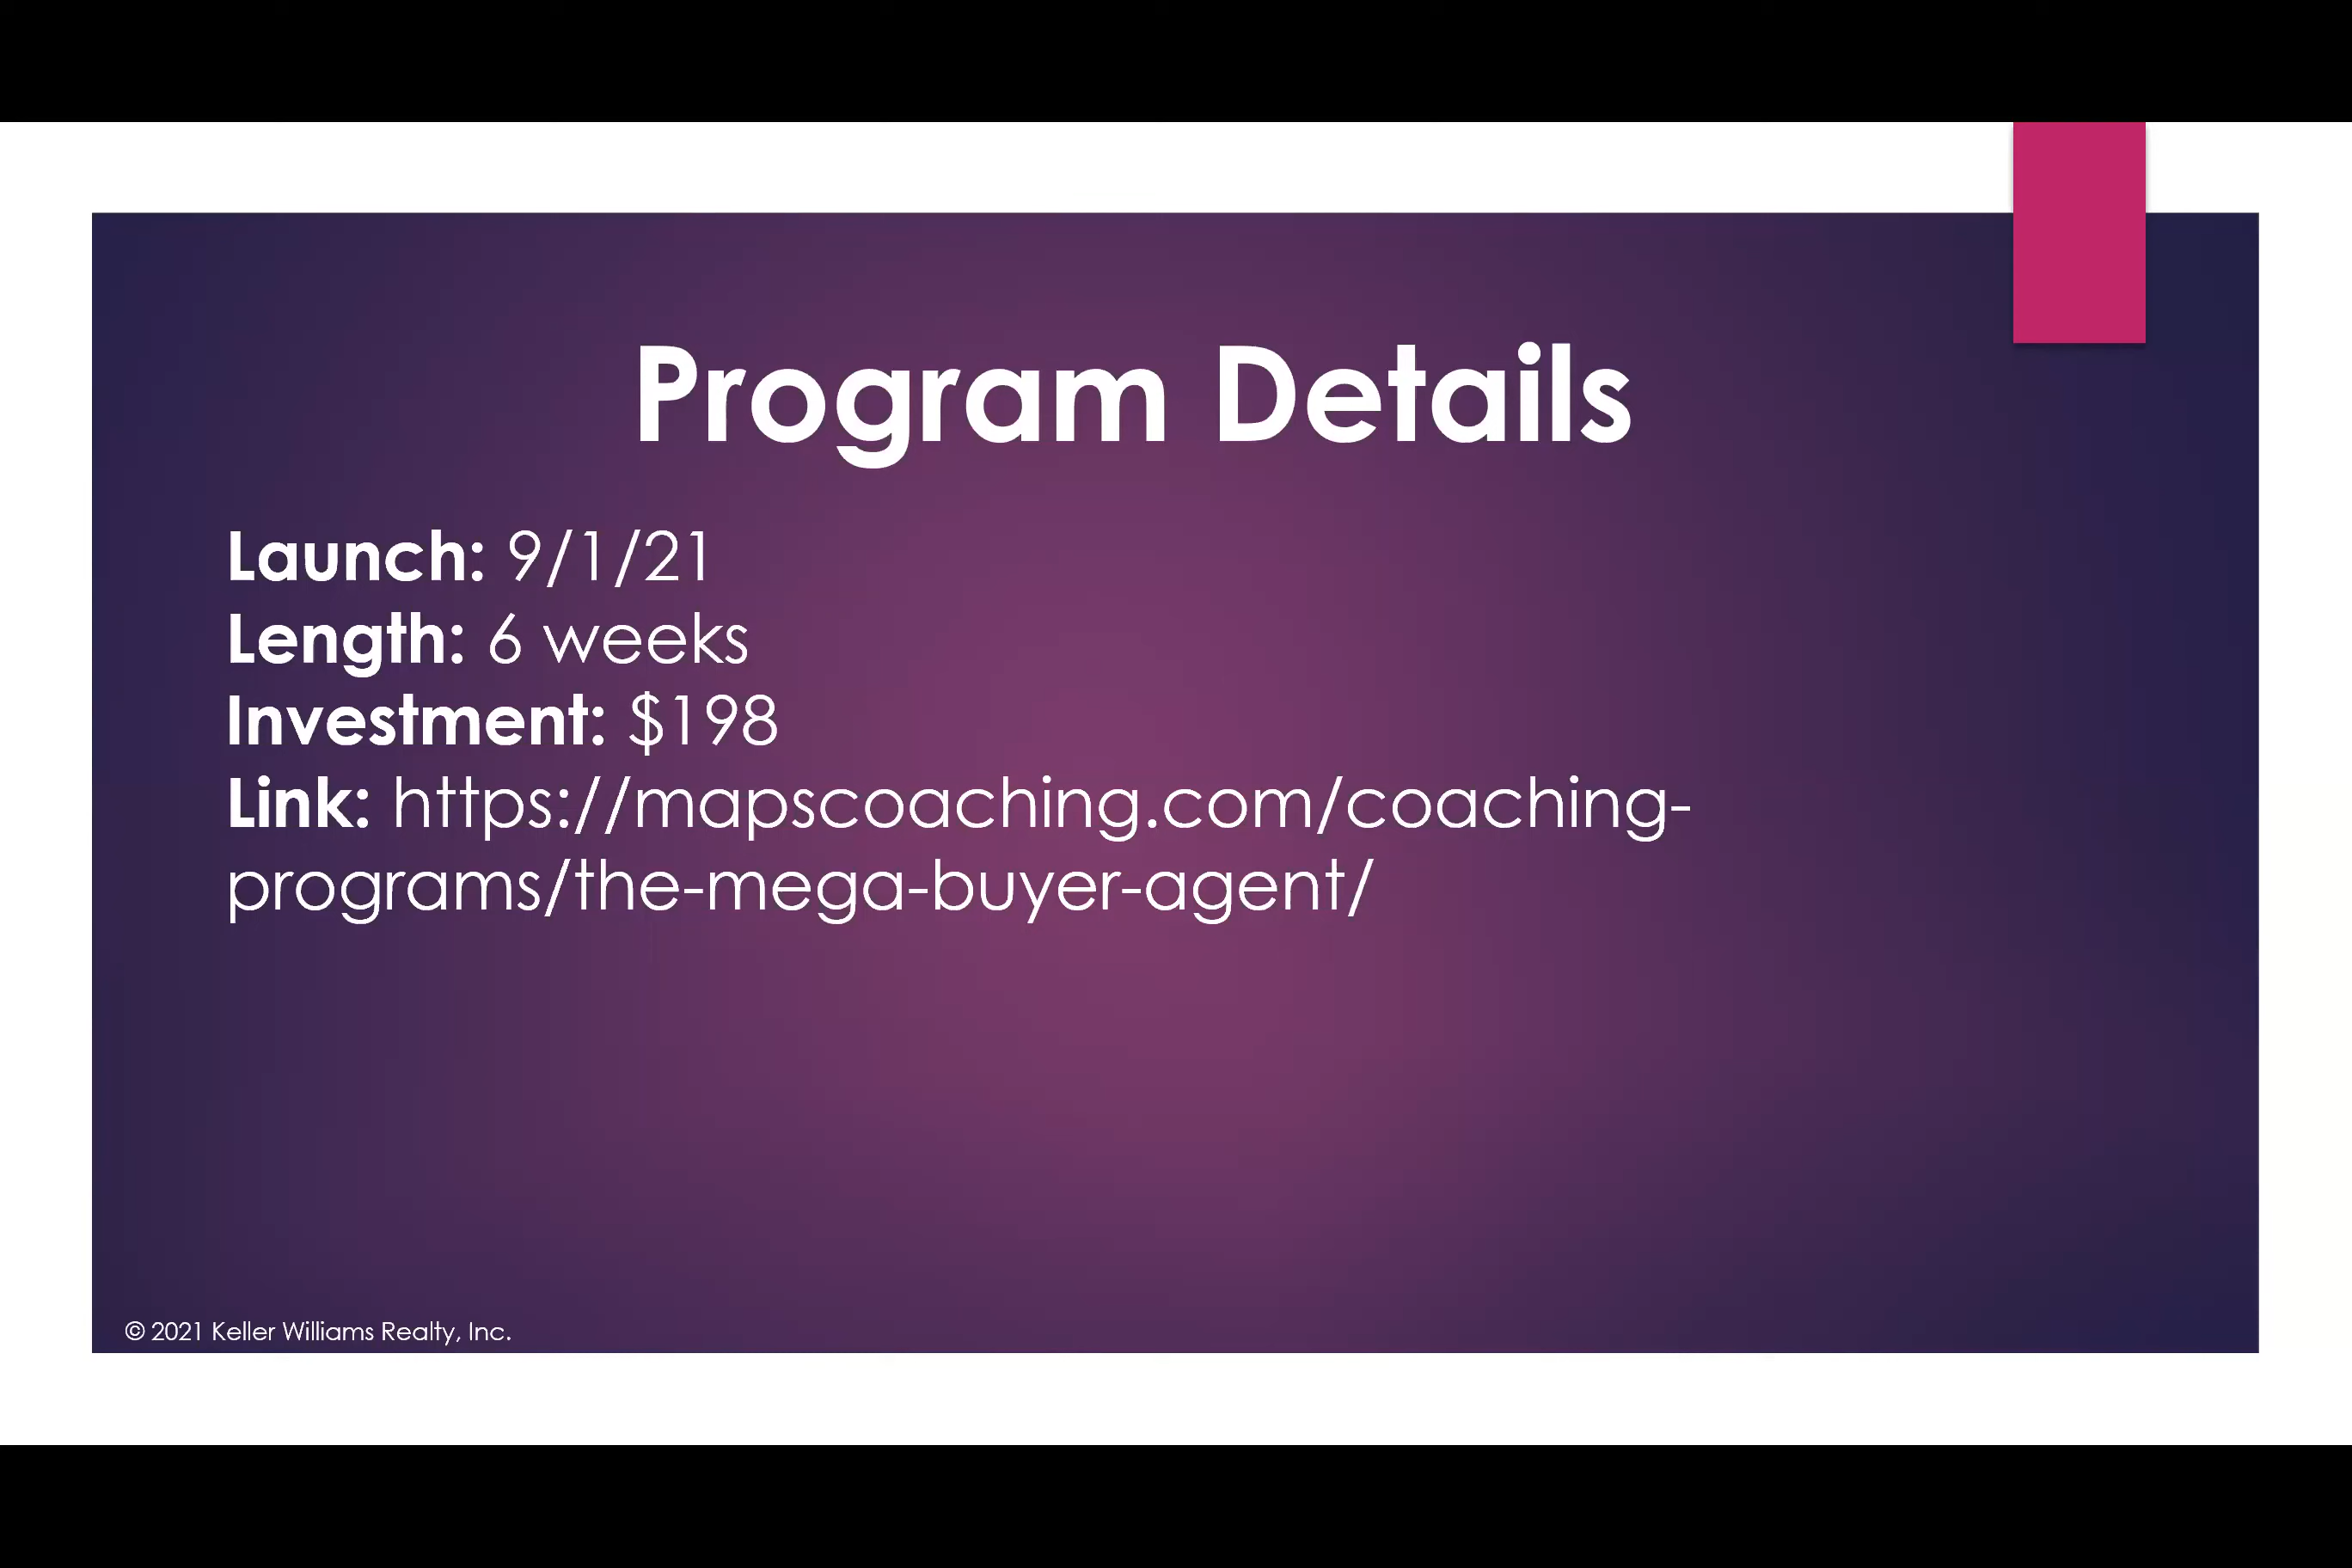 Program Details
Launch: 9/1/21
Length: 6 weeks
Investment: $198
Link: https://mapscoaching.com/coaching-
programs/the-mega-buyer-agent/
© 2021 Keller Williams Realty, Inc.